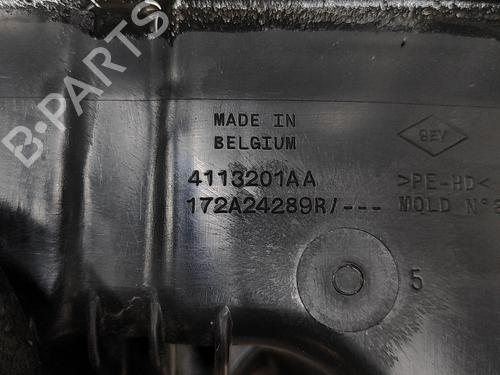 B-PARTS
MADE IN
BELGIUM
4113201AA
172A24289R/---
>PE-HD<
MOLD N°
5